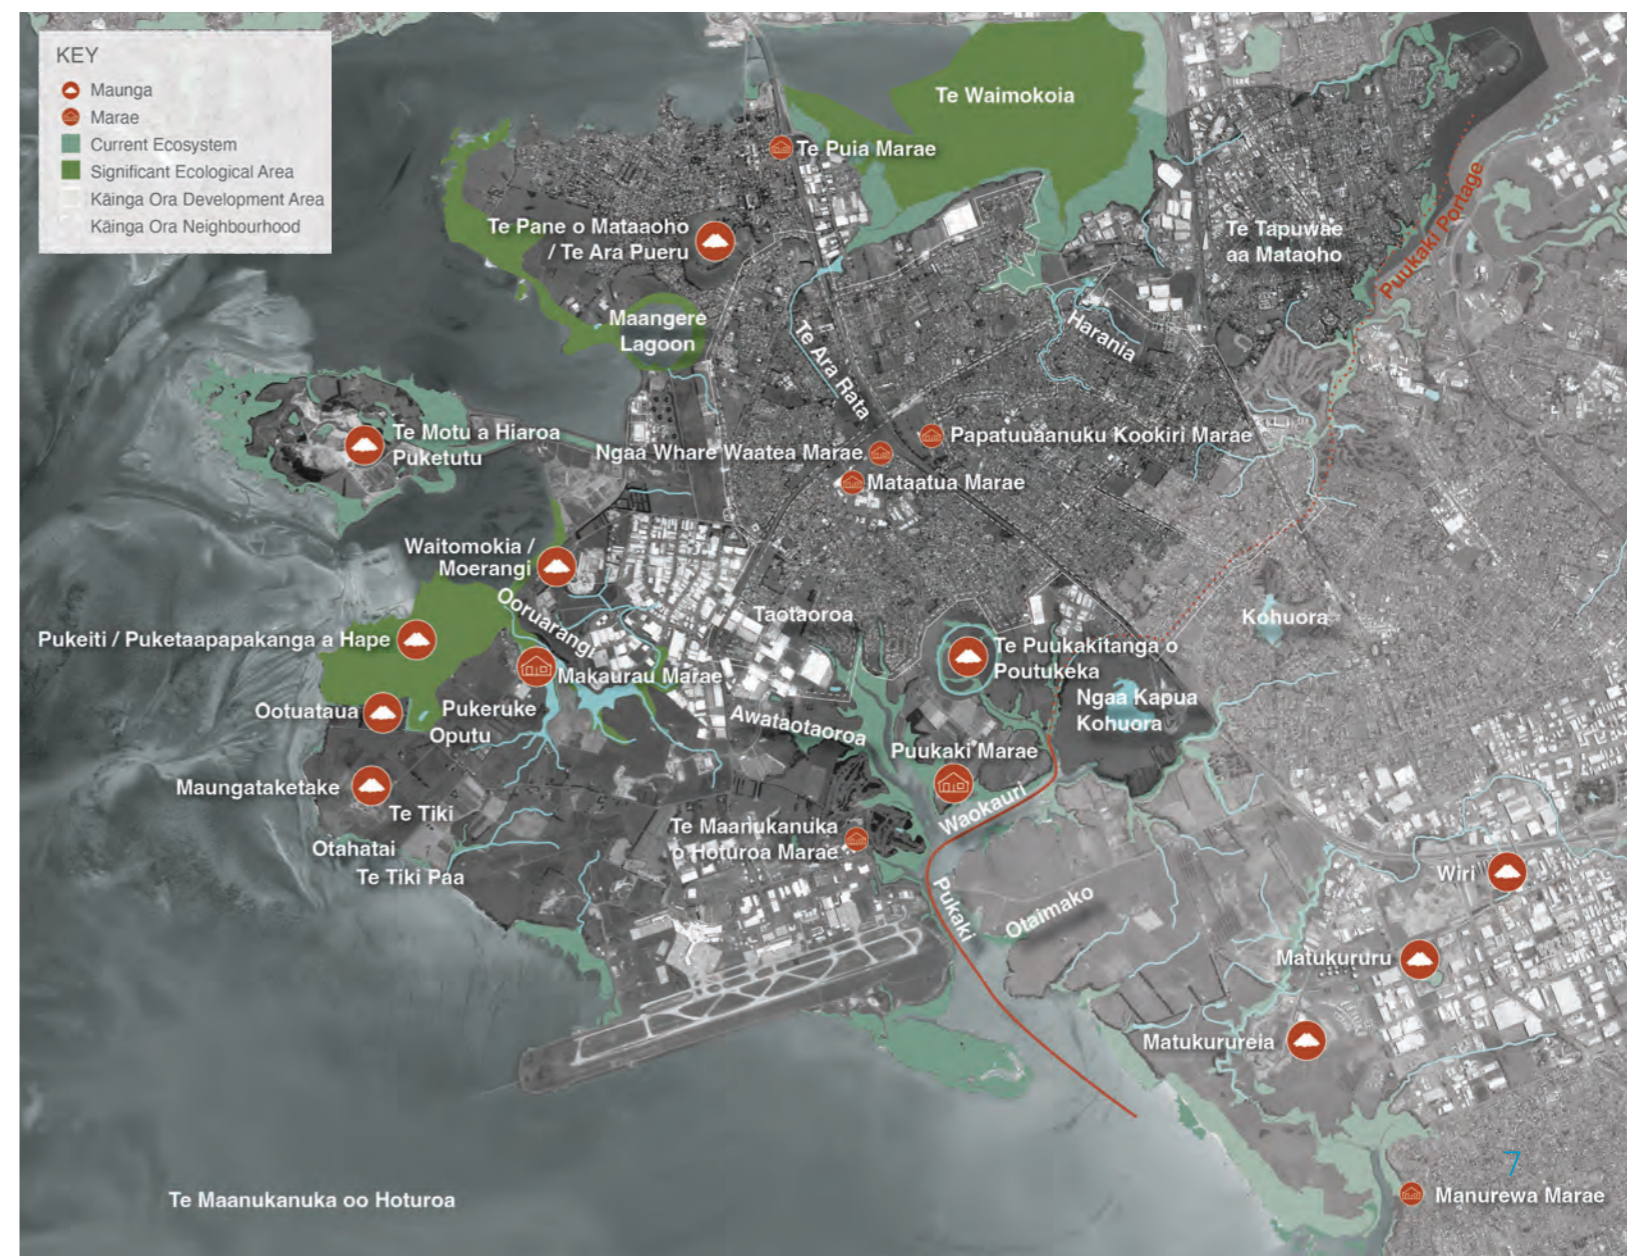 KEY
Maunga
Marae
Current Ecosystem
Significant Ecological Area
Kāinga Ora Development Area
Kāinga Ora Neighbourhood
Te Waimokoia
Te Puia Marae
Te Pane o Mataaoho
/ Te Ara Pueru
Te Tapuwae
aa Mataoho
Puukaki Portage
Maangere
Lagoon
Harania
Te Ara Rata
Te Motu a Hiaroa
Puketutu
Papatuuaanuku Kookiri Marae
Ngaa Whare Waatea Marae
Mataatua Marae
Waitomokia /
Moerangi
Ooruarangi
Taotaoroa
Kohuora
Pukeiti / Puketaapapakanga a Hape
Te Puukakitanga o
Poutukeka
Makaurau Marae
Ngaa Kapua
Kohuora
Ootuataua
Pukeruke
Oputu
Awataotaoroa
Puukaki Marae
Maungataketake
Te Tiki
Waokauri
Te Maanukanuka
o Hoturoa Marae
Otahatai
Te Tiki Paa
Wiri
Pukaki
Otaimako
Matukururu
Matukurureia
7
Manurewa Marae
Te Maanukanuka oo Hoturoa